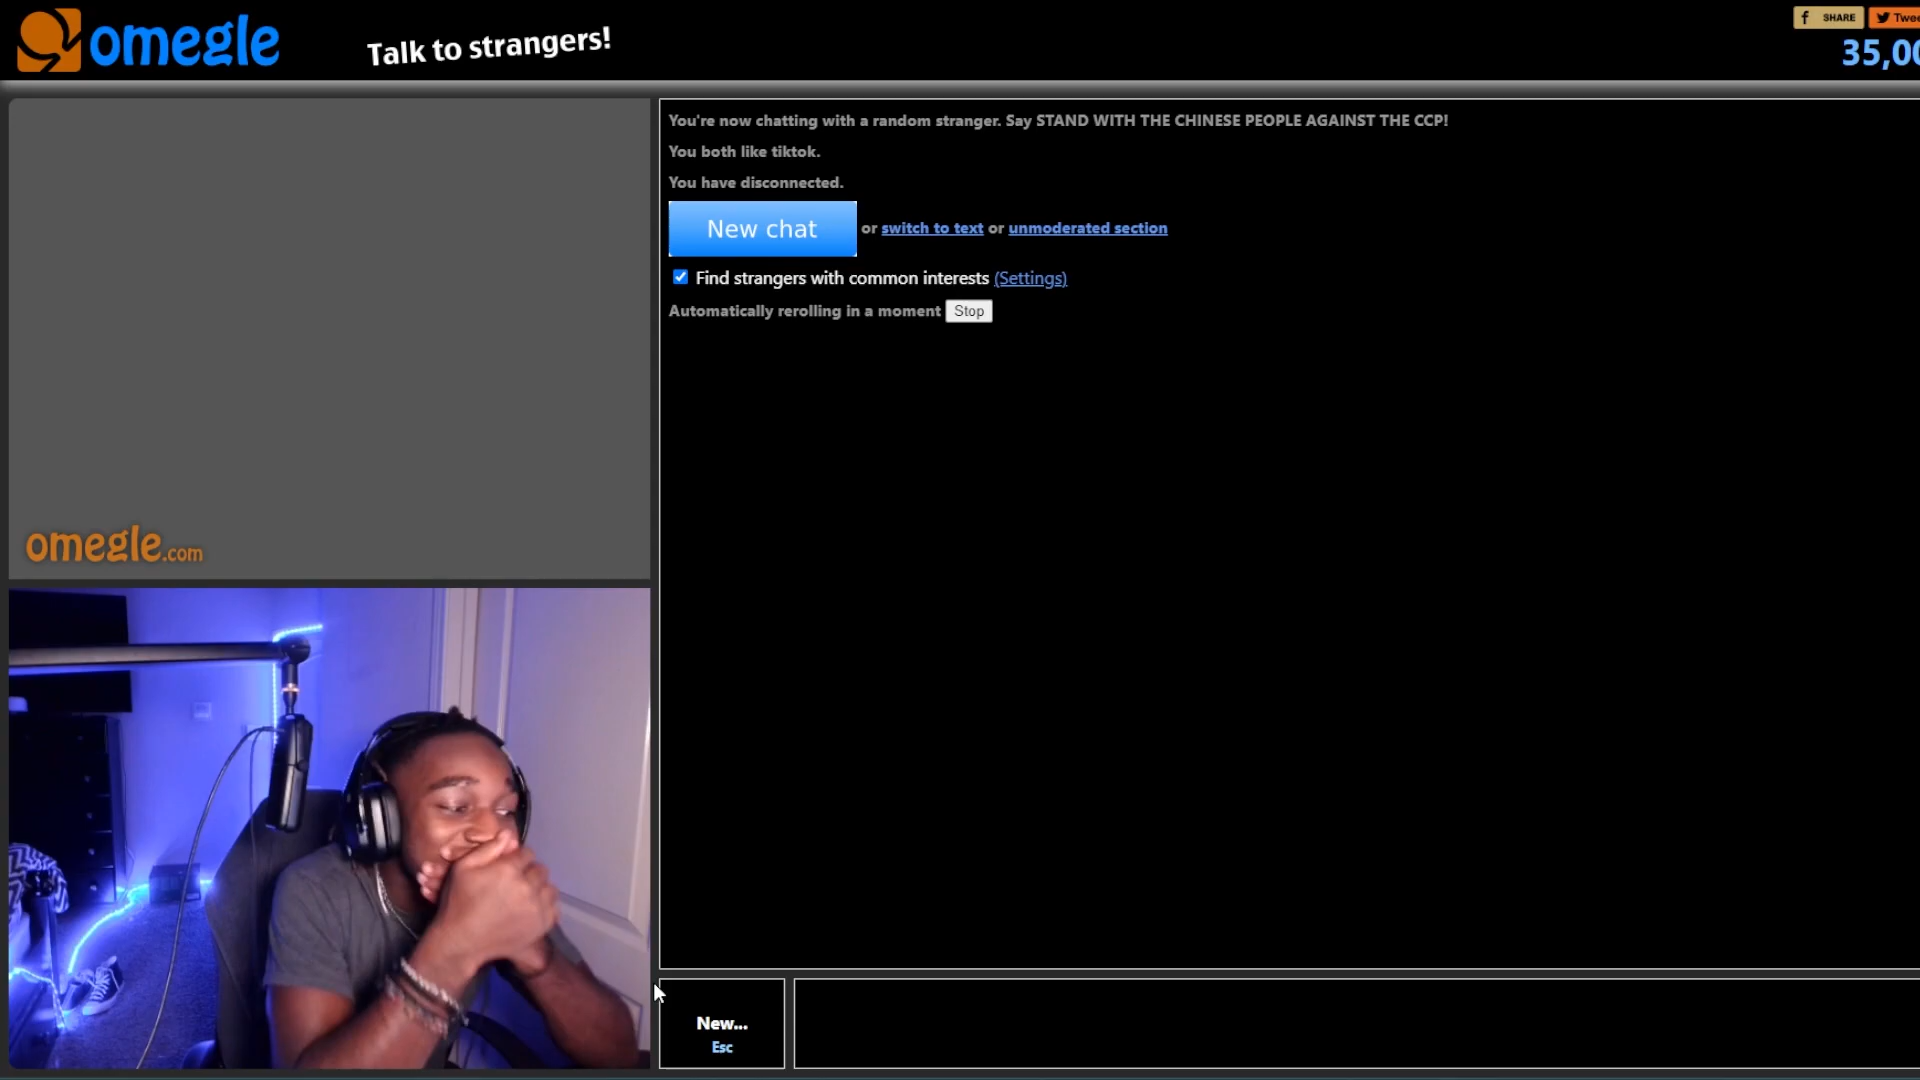 omegle
Talk to strangers!
f SHARE
Twee
35,00
You're now chatting with a random stranger. Say STAND WITH THE CHINESE PEOPLE AGAINST THE CCP!
You both like tiktok.
You have disconnected.
New chat or switch to text or unmoderated section
Find strangers with common interests (Settings)
Automatically rerolling in a moment Stop
omegle.com
New...
Esc